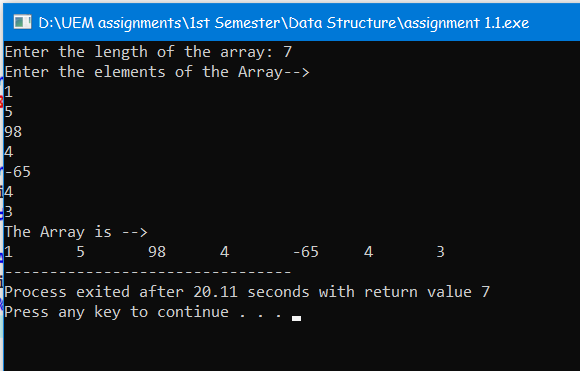 D:\UEM assignments\1st Semester\Data Structure\assignment 1.1.exe
Enter the length of the array: 7
Enter the elements of the Array-->
1
5
98
4
-65
4
3
The Array is -->
1 5 98 4 -65 4 3
--------------------------------
Process exited after 20.11 seconds with return value 7
Press any key to continue . . .